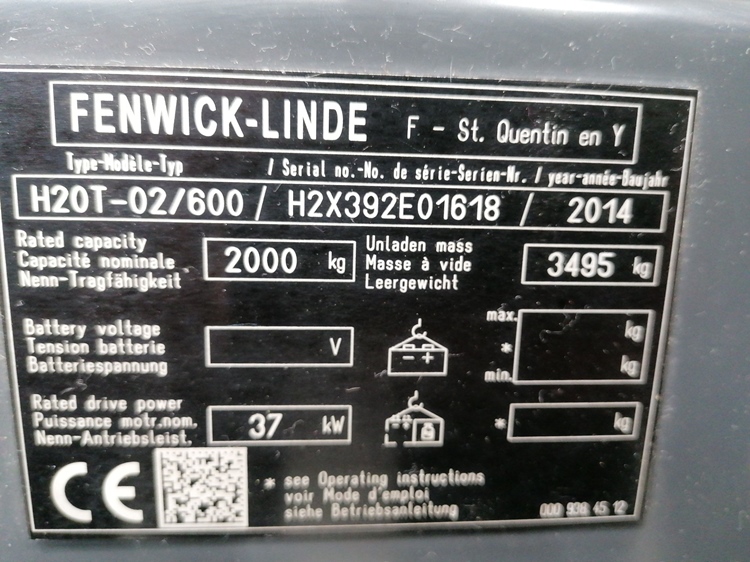 FENWICK-LINDE F - St. Quentin en Y
Type-Modèle-Typ / Serial no.-No. de série-Serien-Nr. / year-année-Baujahr
H20T-02/600 / H2X392E01618 / 2014
Rated capacity
Capacité nominale
Nenn-Tragfähigkeit
2000 kg
Unladen mass
Masse à vide
Leergewicht
3495 kg
Battery voltage
Tension batterie
Batteriespannung
V
- +
max. kg
*
min. kg
Rated drive power
Puissance motr.nom.
Nenn-Antriebsleist.
37 kW
* kg
CE
* see Operating instructions
voir Mode d'emploi
siehe Betriebsanleitung
000 938 45 12